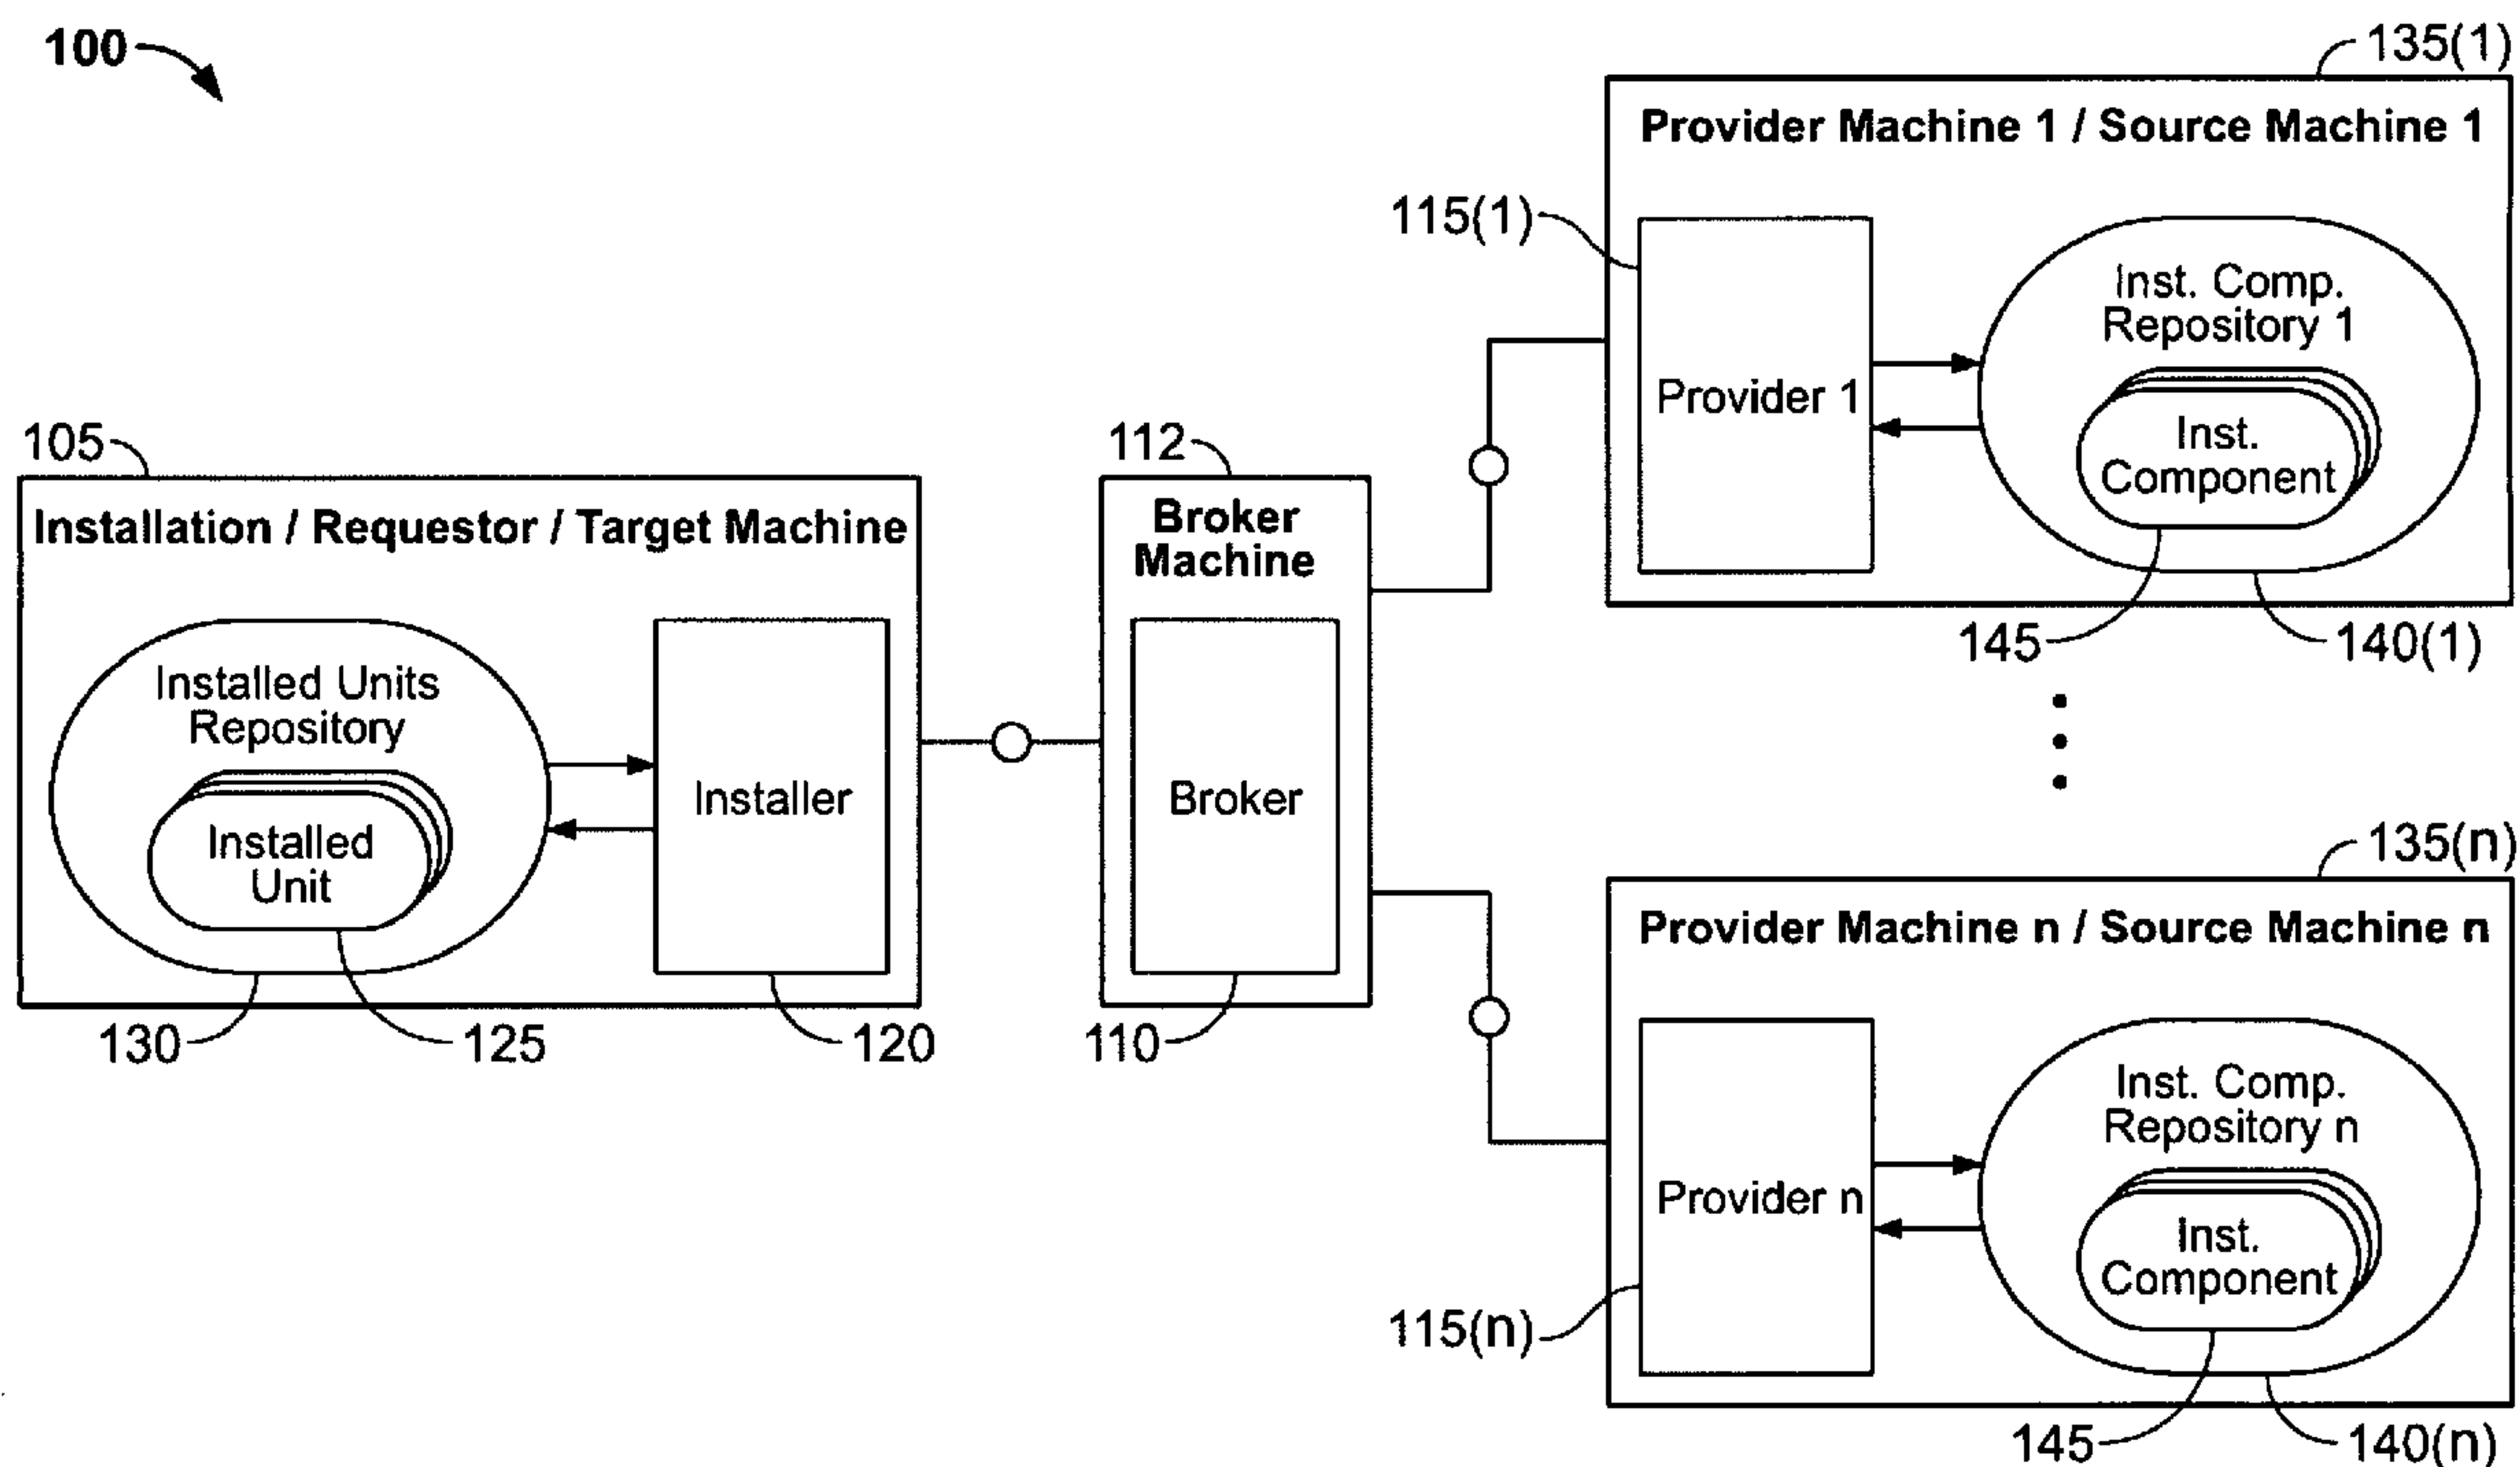 100
135(1)
Provider Machine 1 / Source Machine 1
115(1)
Provider 1
Inst. Comp.
Repository 1
Inst.
Component
145
140(1)
105
Installation / Requestor / Target Machine
Installed Units
Repository
Installed
Unit
Installer
130
125
120
112
Broker
Machine
Broker
110
135(n)
Provider Machine n / Source Machine n
Provider n
115(n)
Inst. Comp.
Repository n
Inst.
Component
145
140(n)